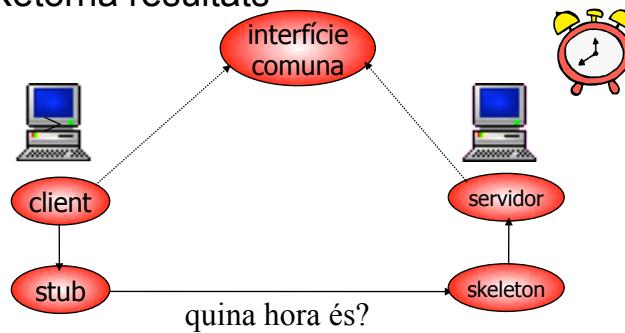 Retorna resultats
interfície
comuna
client
servidor
stub
skeleton
quina hora és?